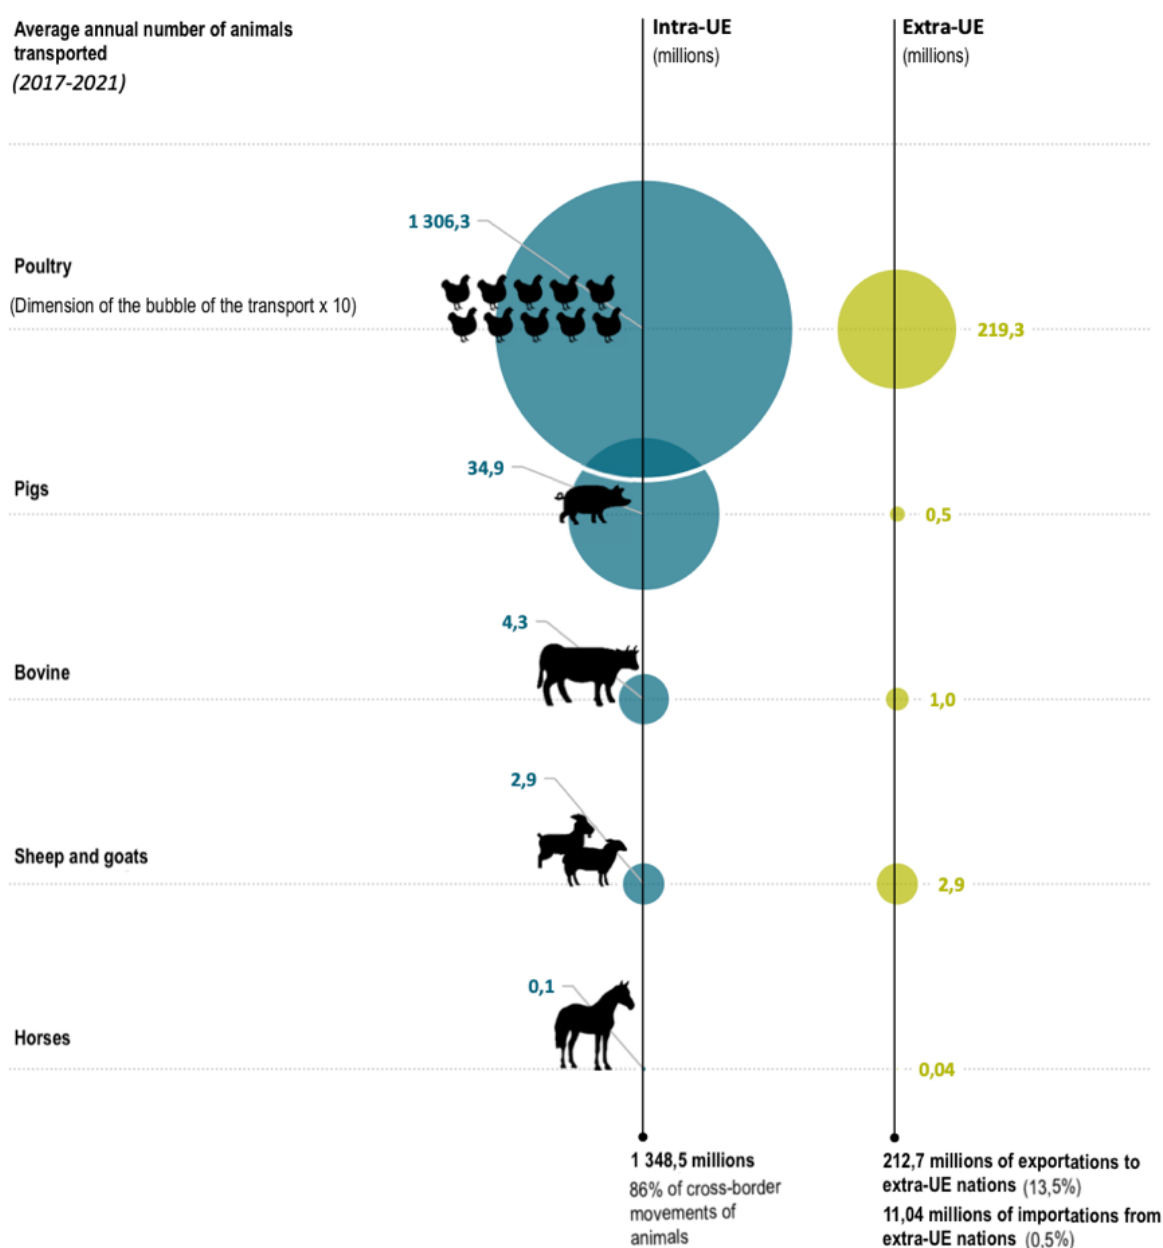 Average annual number of animals
transported
(2017-2021)
Intra-UE
(millions)
Extra-UE
(millions)
1 306,3
Poultry
(Dimension of the bubble of the transport x 10)
219,3
34,9
Pigs
0,5
4,3
Bovine
1,0
2,9
Sheep and goats
2,9
0,1
Horses
0,04
1 348,5 millions
86% of cross-border
movements of
animals
212,7 millions of exportations to
extra-UE nations (13,5%)
11,04 millions of importations from
extra-UE nations (0,5%)